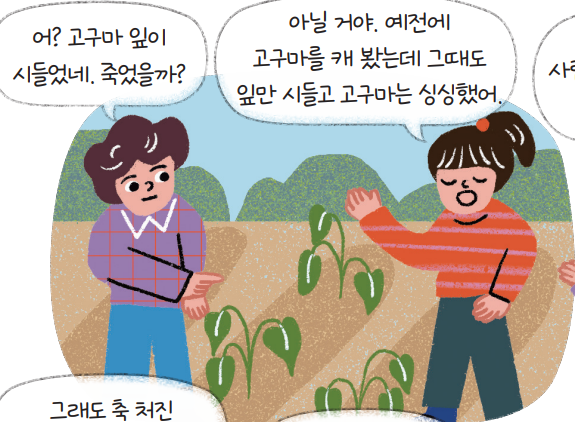 어? 고구마 잎이
시들었네. 죽었을까?
아닐 거야. 예전에
고구마를 캐 봤는데 그때도
잎만 시들고 고구마는 싱싱했어.
그래도 축 처진